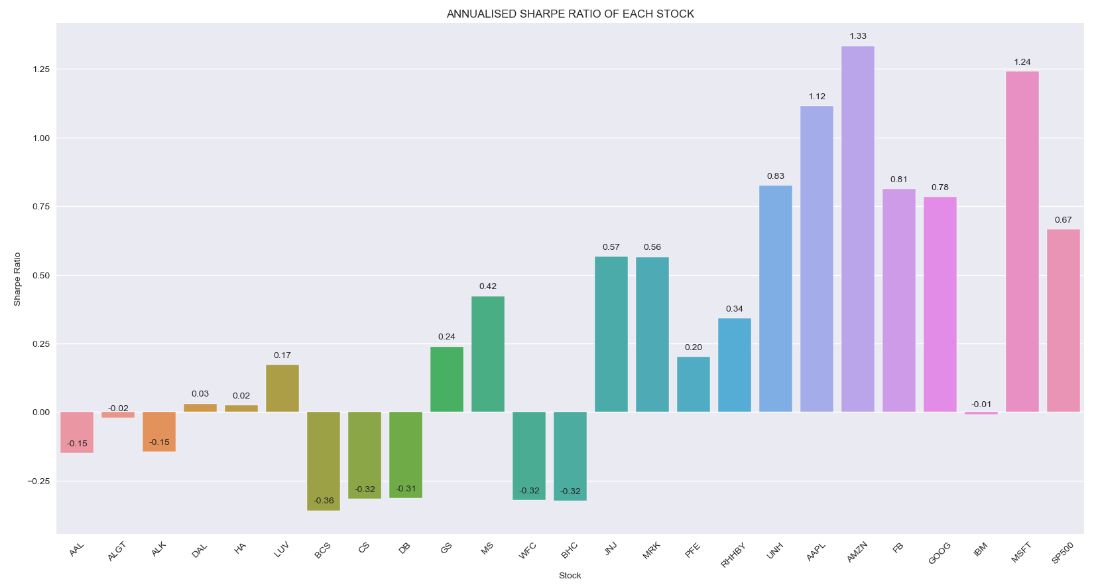 ANNUALISED SHARPE RATIO OF EACH STOCK
Sharpe Ratio
1.25
1.00
0.75
0.50
0.25
0.00
−0.25
-0.15
-0.02
-0.15
0.03
0.02
0.17
-0.36
-0.32
-0.31
0.24
0.42
-0.32
-0.32
0.57
0.56
0.20
0.34
0.83
1.12
1.33
0.81
0.78
-0.01
1.24
0.67
AAL
ALGT
ALK
DAL
HA
LUV
BCS
CS
DB
GS
MS
WFC
BHC
JNJ
MRK
PFE
RHHBY
UNH
AAPL
AMZN
FB
GOOG
IBM
MSFT
SP500
Stock